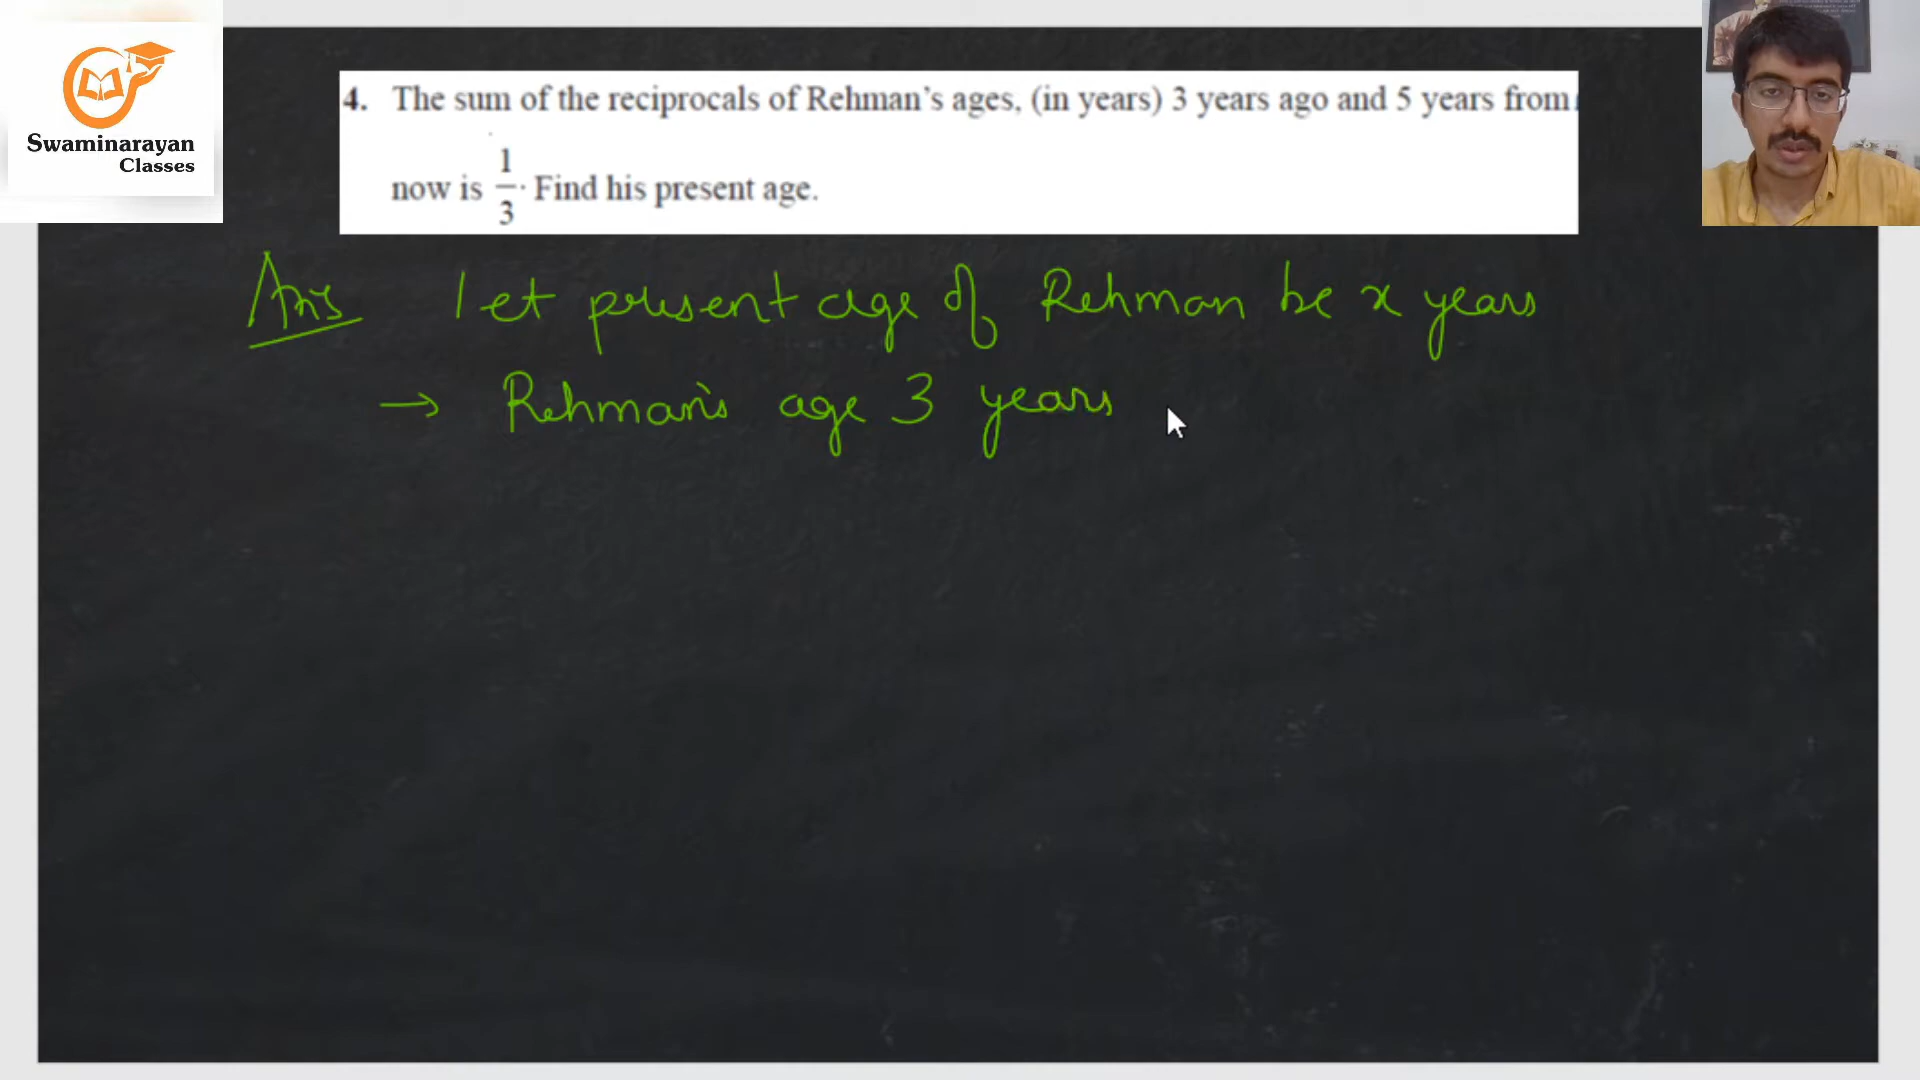 Swaminarayan
Classes
4. The sum of the reciprocals of Rehman's ages, (in years) 3 years ago and 5 years from
now is 1/3. Find his present age.
Ans let present age of Rehman be x years
→ Rehman's age 3 years